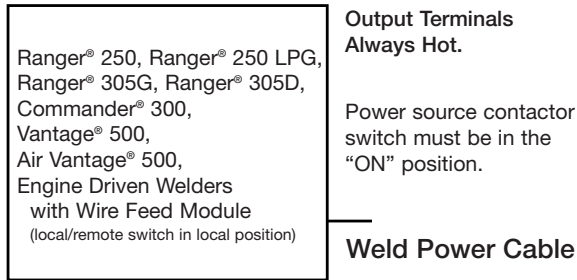 Ranger® 250, Ranger® 250 LPG,
Ranger® 305G, Ranger® 305D,
Commander® 300,
Vantage® 500,
Air Vantage® 500,
Engine Driven Welders
with Wire Feed Module
(local/remote switch in local position)
Output Terminals
Always Hot.
Power source contactor
switch must be in the
“ON” position.
Weld Power Cable